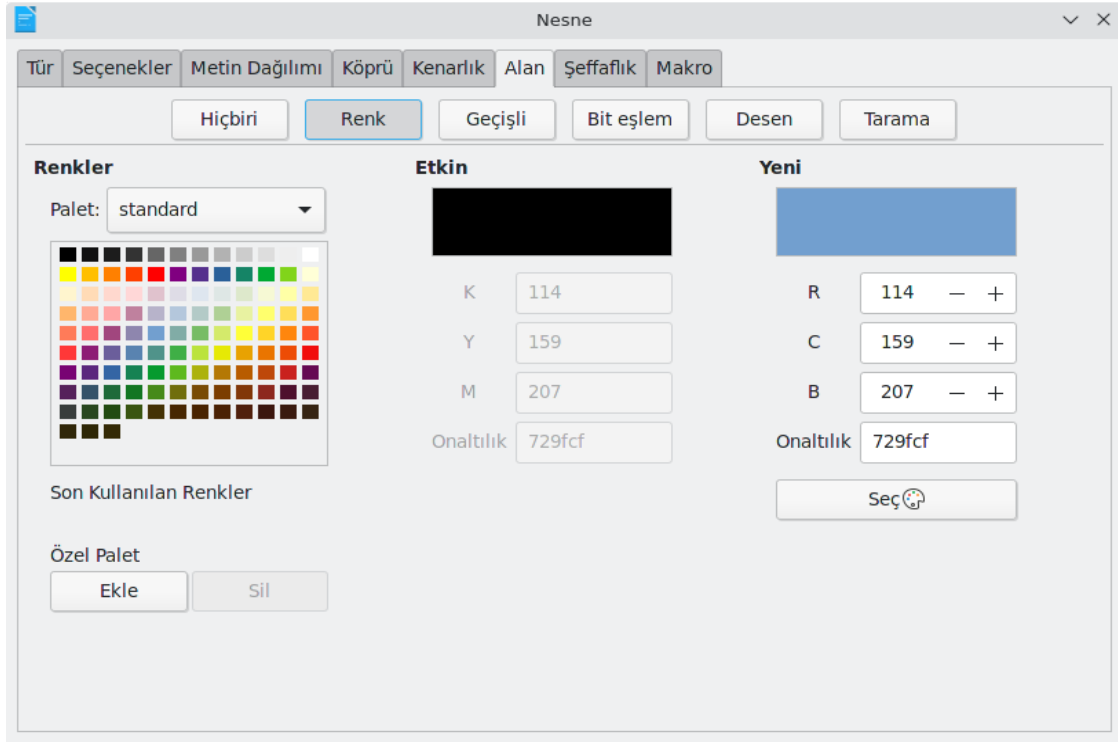 Nesne
Tür Seçenekler Metin Dağılımı Köprü Kenarlık Alan Şeffaflık Makro
Hiçbiri Renk Geçişli Bit eşlem Desen Tarama
Renkler Etkin Yeni
Palet: standard
K 114 R 114 — +
Y 159 C 159 — +
M 207 B 207 — +
Onaltılık 729fcf Onaltılık 729fcf
Son Kullanılan Renkler
Seç
Özel Palet
Ekle Sil